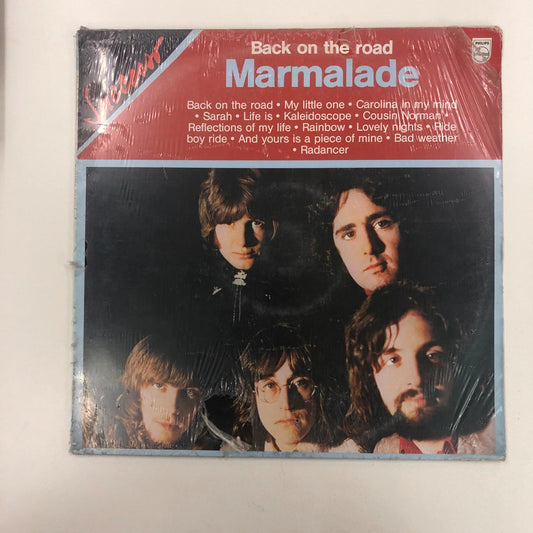 Successo
PHILIPS
Back on the road
Marmalade
Back on the road • My little one • Carolina in my mind
• Sarah • Life is • Kaleidoscope • Cousin Norman •
Reflections of my life • Rainbow • Lovely nights • Ride
boy ride • And yours is a piece of mine • Bad weather
• Radancer